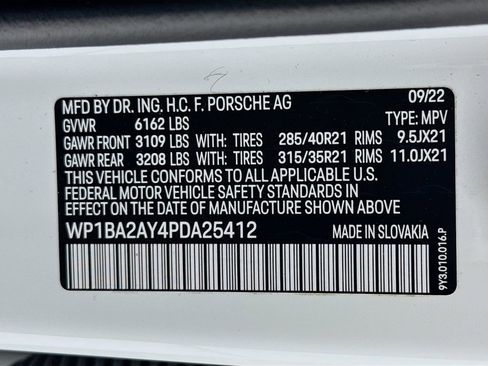 MFD BY DR. ING. H.C. F. PORSCHE AG 09/22
GVWR 6162 LBS TYPE: MPV
GAWR FRONT 3109 LBS WITH: TIRES 285/40R21 RIMS 9.5JX21
GAWR REAR 3208 LBS WITH: TIRES 315/35R21 RIMS 11.0JX21
THIS VEHICLE CONFORMS TO ALL APPLICABLE U.S.
FEDERAL MOTOR VEHICLE SAFETY STANDARDS IN
EFFECT ON THE DATE OF MANUFACTURE SHOWN ABOVE.
WP1BA2AY4PDA25412 MADE IN SLOVAKIA
9Y3.010.016.P